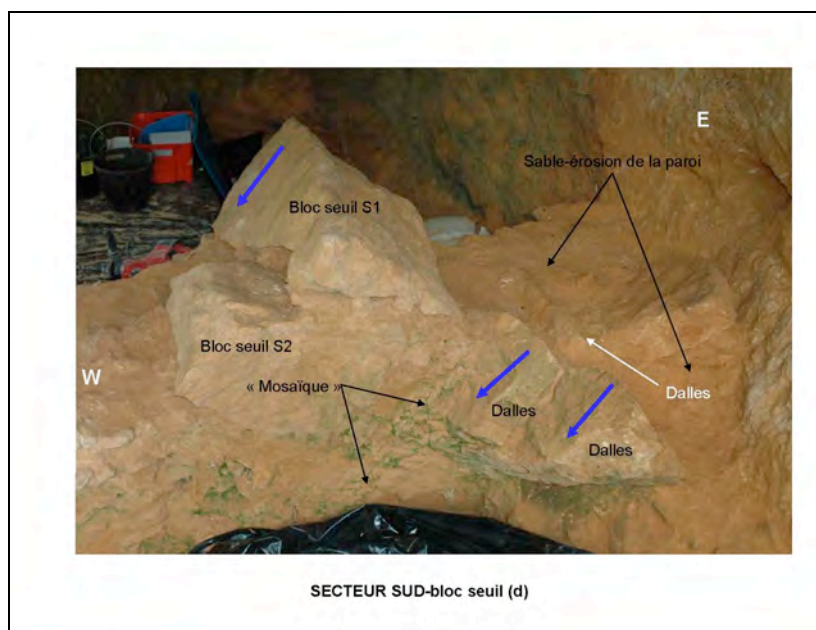 E
Sable-érosion de la paroi
Bloc seuil S1
Bloc seuil S2
W
« Mosaïque »
Dalles
Dalles
Dalles
SECTEUR SUD-bloc seuil (d)